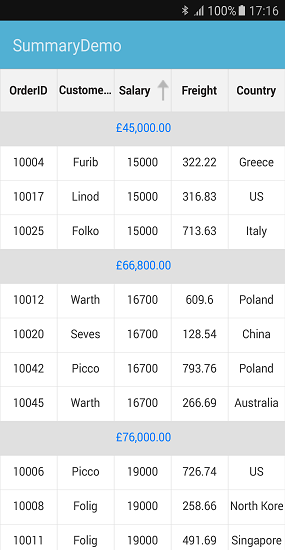 100% 17:16
SummaryDemo
OrderID Custome... Salary Freight Country
£45,000.00
10004 Furib 15000 322.22 Greece
10017 Linod 15000 316.83 US
10025 Folko 15000 713.63 Italy
£66,800.00
10012 Warth 16700 609.6 Poland
10020 Seves 16700 128.54 China
10042 Picco 16700 793.76 Poland
10045 Warth 16700 266.69 Australia
£76,000.00
10006 Picco 19000 726.74 US
10008 Folig 19000 258.66 North Kore
10011 Folig 19000 491.69 Singapore